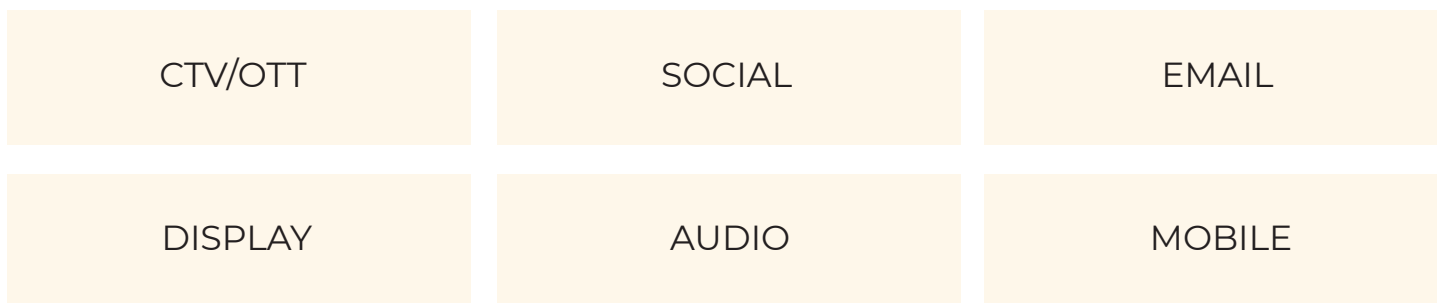 CTV/OTT
SOCIAL
EMAIL
DISPLAY
AUDIO
MOBILE